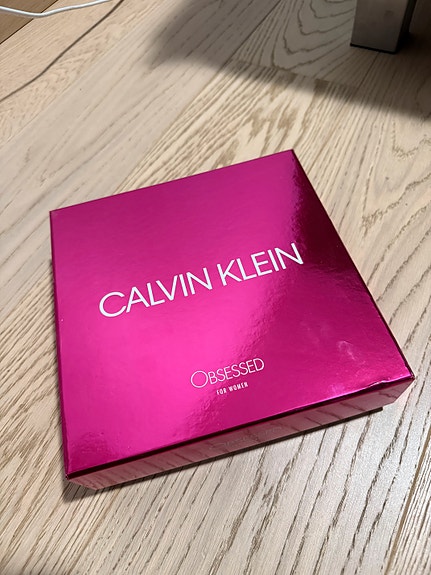 CALVIN KLEIN
OBSESSED
FOR WOMEN